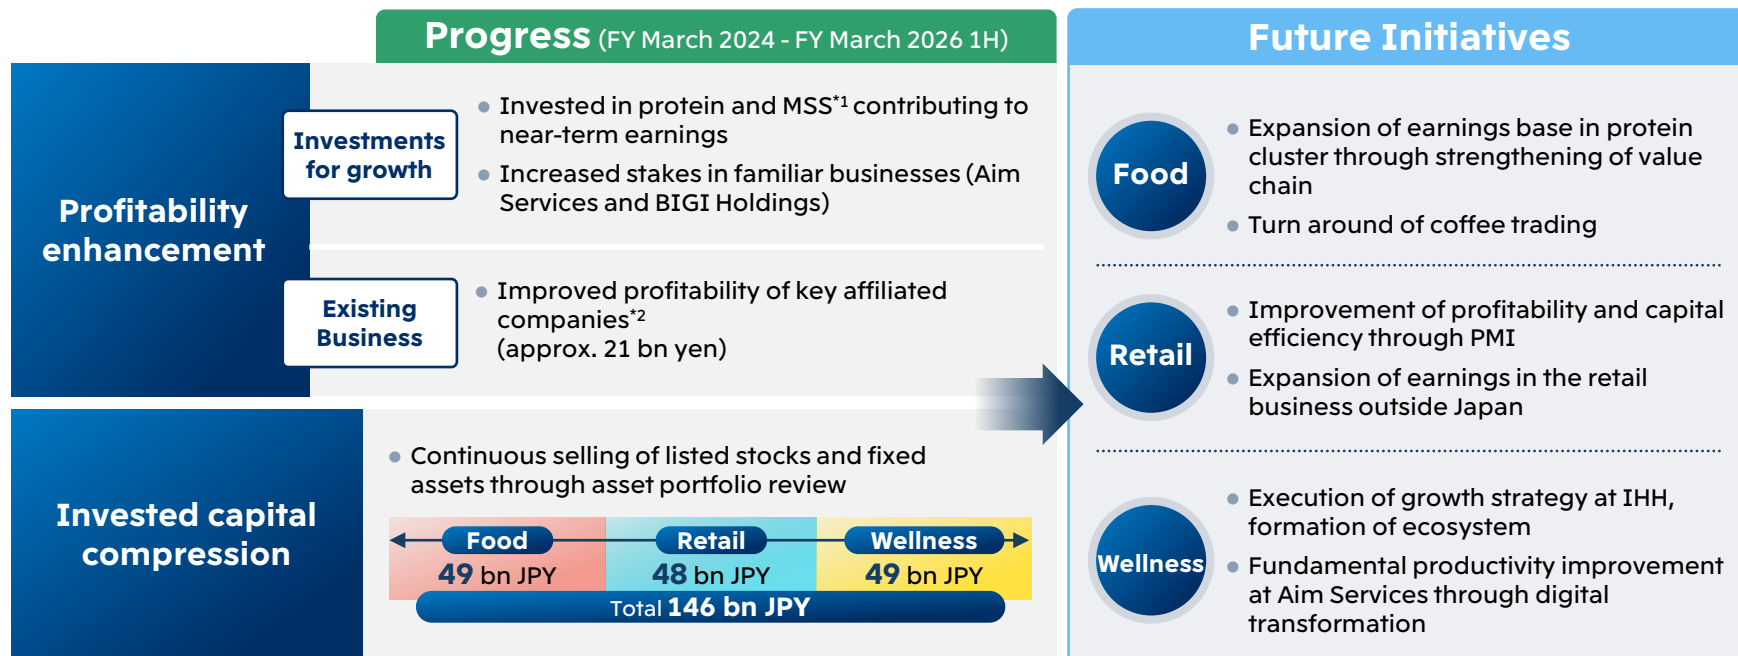 Progress (FY March 2024 - FY March 2026 1H)
Profitability
enhancement
Investments
for growth
Invested in protein and MSS*1 contributing to
near-term earnings
Increased stakes in familiar businesses (Aim
Services and BIGI Holdings)
Existing
Business
Improved profitability of key affiliated
companies*2
(approx. 21 bn yen)
Invested capital
compression
Continuous selling of listed stocks and fixed
assets through asset portfolio review
Food
Retail
Wellness
49 bn JPY
48 bn JPY
49 bn JPY
Total 146 bn JPY
Future Initiatives
Food
Expansion of earnings base in protein
cluster through strengthening of value
chain
Turn around of coffee trading
Retail
Improvement of profitability and capital
efficiency through PMI
Expansion of earnings in the retail
business outside Japan
Wellness
Execution of growth strategy at IHH,
formation of ecosystem
Fundamental productivity improvement
at Aim Services through digital
transformation